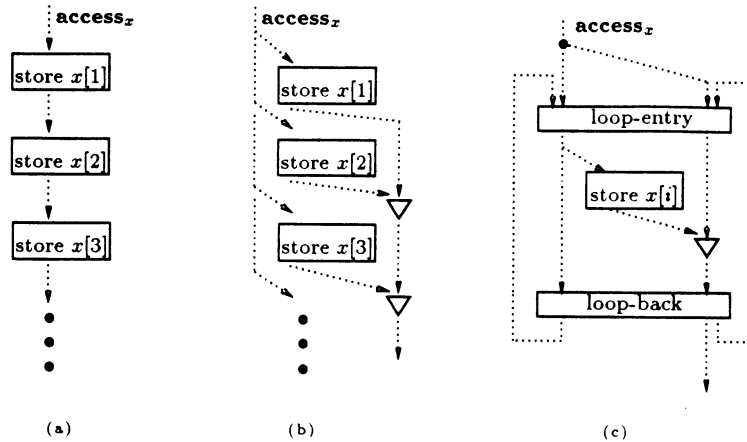 access_x
store x[1]
store x[2]
store x[3]
(a)
access_x
store x[1]
store x[2]
store x[3]
(b)
access_x
loop-entry
store x[i]
loop-back
(c)